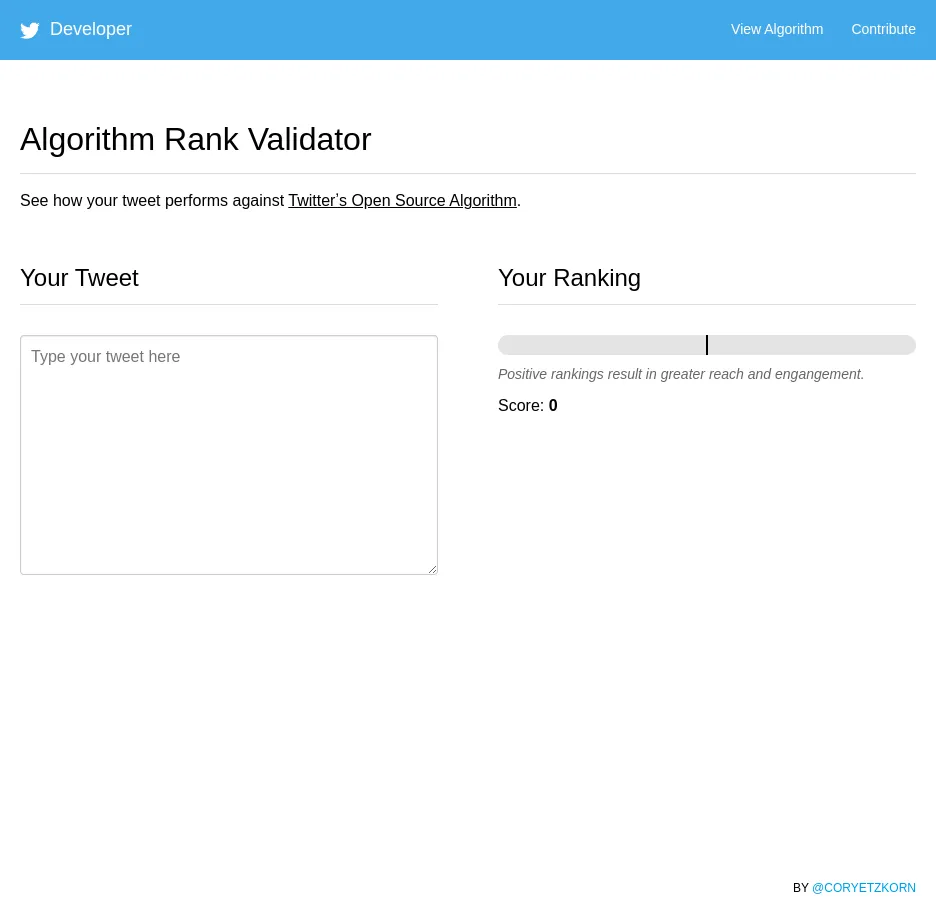 Developer
View Algorithm
Contribute
Algorithm Rank Validator
See how your tweet performs against Twitter's Open Source Algorithm.
Your Tweet
Type your tweet here
Your Ranking
Positive rankings result in greater reach and engangement.
Score: 0
BY @CORYETZKORN